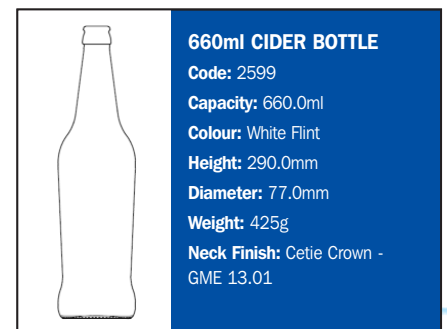 660ml CIDER BOTTLE
Code: 2599
Capacity: 660.0ml
Colour: White Flint
Height: 290.0mm
Diameter: 77.0mm
Weight: 425g
Neck Finish: Cetie Crown -
GME 13.01